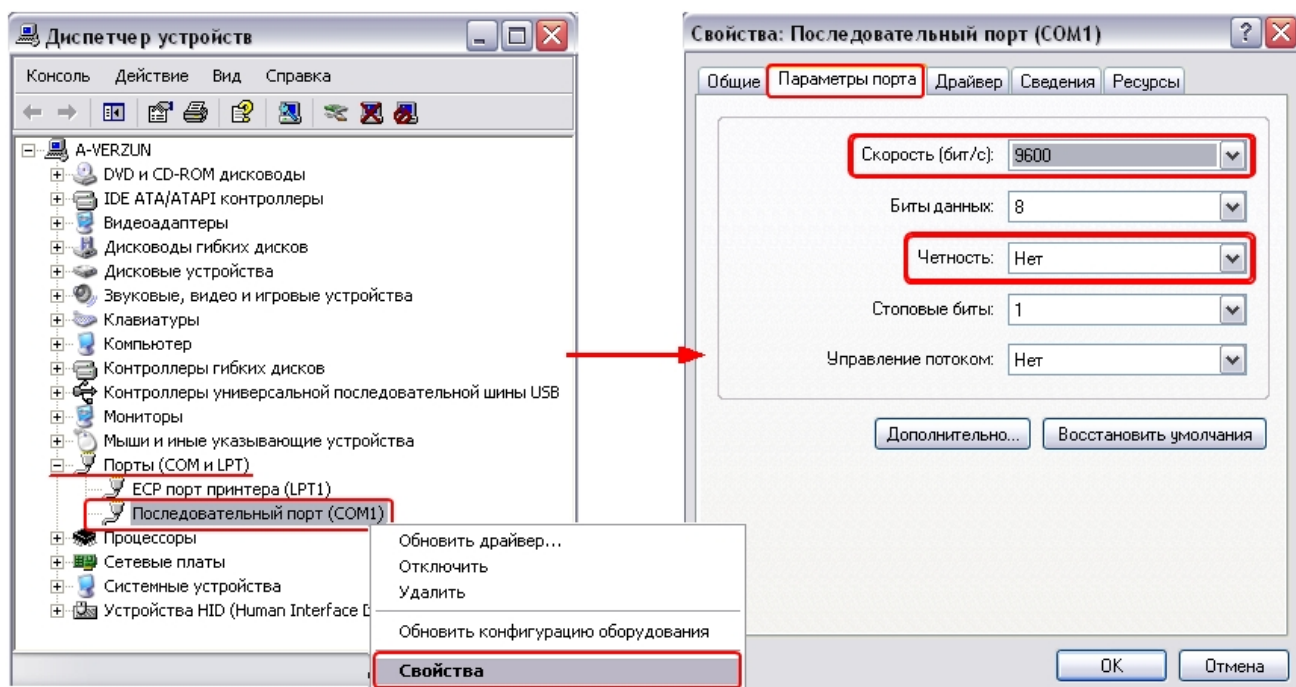 Диспетчер устройств
Консоль Действие Вид Справка
A-VERZUN
DVD и CD-ROM дисководы
IDE ATA/ATAPI контроллеры
Видеоадаптеры
Дисководы гибких дисков
Дисковые устройства
Звуковые, видео и игровые устройства
Клавиатуры
Компьютер
Контроллеры гибких дисков
Контроллеры универсальной последовательной шины USB
Мониторы
Мыши и иные указывающие устройства
Порты (COM и LPT)
ECP порт принтера (LPT1)
Последовательный порт (COM1)
Процессоры
Сетевые платы
Системные устройства
Устройства HID (Human Interface D
Обновить драйвер...
Отключить
Удалить
Обновить конфигурацию оборудования
Свойства
Свойства: Последовательный порт (COM1)
Общие Параметры порта Драйвер Сведения Ресурсы
Скорость (бит/с): 9600
Биты данных: 8
Четность: Нет
Стоповые биты: 1
Управление потоком: Нет
Дополнительно... Восстановить умолчания
OK Отмена